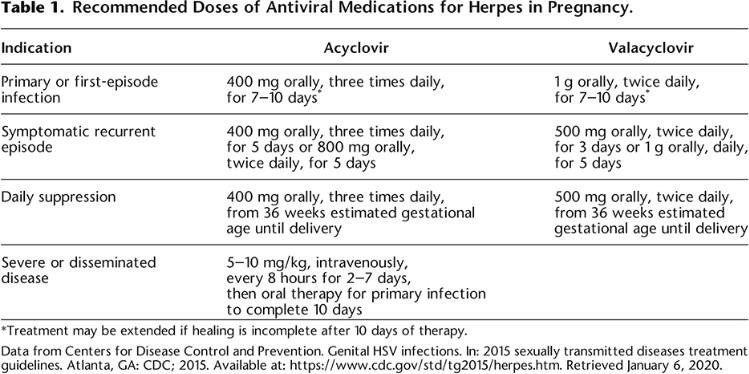 Table 1. Recommended Doses of Antiviral Medications for Herpes in Pregnancy.
Indication Acyclovir Valacyclovir
Primary or first-episode infection
400 mg orally, three times daily,
for 7–10 days*
1 g orally, twice daily,
for 7–10 days*
Symptomatic recurrent
episode
400 mg orally, three times daily,
for 5 days or 800 mg orally,
twice daily, for 5 days
500 mg orally, twice daily,
for 3 days or 1 g orally, daily,
for 5 days
Daily suppression
400 mg orally, three times daily,
from 36 weeks estimated gestational
age until delivery
500 mg orally, twice daily,
from 36 weeks estimated
gestational age until delivery
Severe or disseminated
disease
5–10 mg/kg, intravenously,
every 8 hours for 2–7 days,
then oral therapy for primary infection
to complete 10 days
*Treatment may be extended if healing is incomplete after 10 days of therapy.
Data from Centers for Disease Control and Prevention. Genital HSV infections. In: 2015 sexually transmitted diseases treatment
guidelines. Atlanta, GA: CDC; 2015. Available at: https://www.cdc.gov/std/tg2015/herpes.htm. Retrieved January 6, 2020.